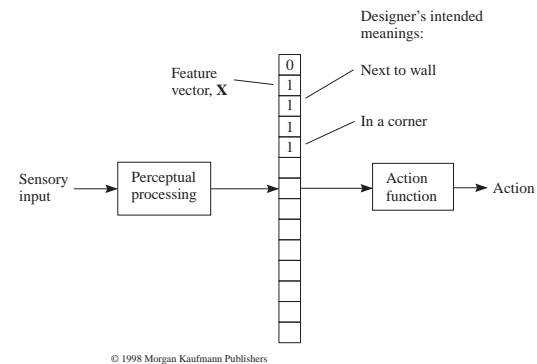 Designer's intended
meanings:
Feature
vector, X
0
1
1
1
1
Next to wall
In a corner
Sensory
input
Perceptual
processing
Action
function
Action
© 1998 Morgan Kaufmann Publishers